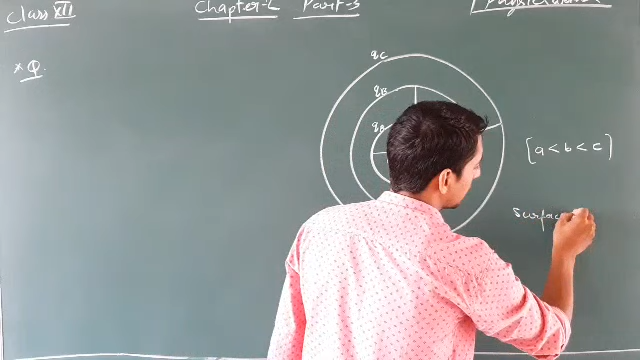 Class XII
Chapter-2 Part-3
* Q.
qC
qB
qA
[a < b < c]
Surfac